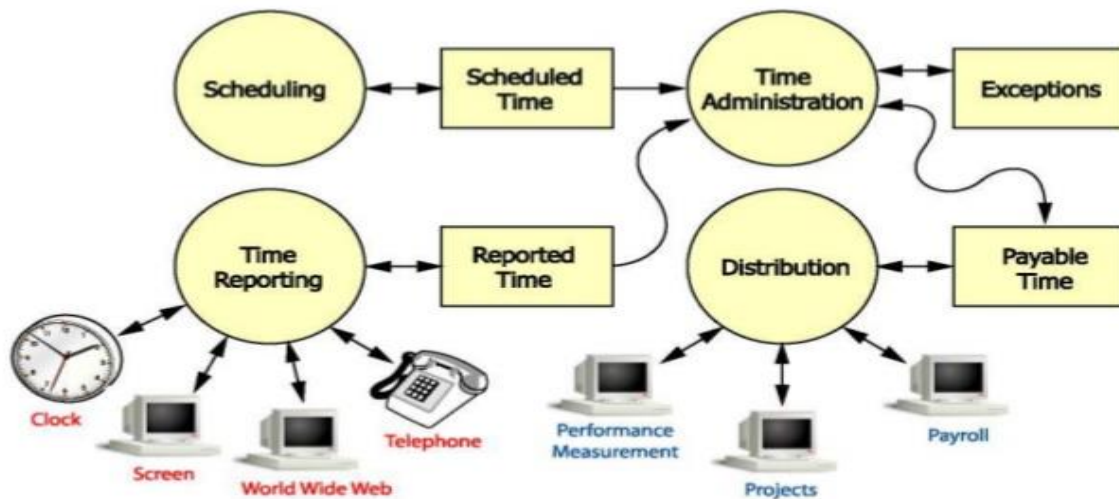 Scheduling
Scheduled
Time
Time
Administration
Exceptions
Time
Reporting
Reported
Time
Distribution
Payable
Time
Clock
Screen
World Wide Web
Telephone
Performance
Measurement
Projects
Payroll